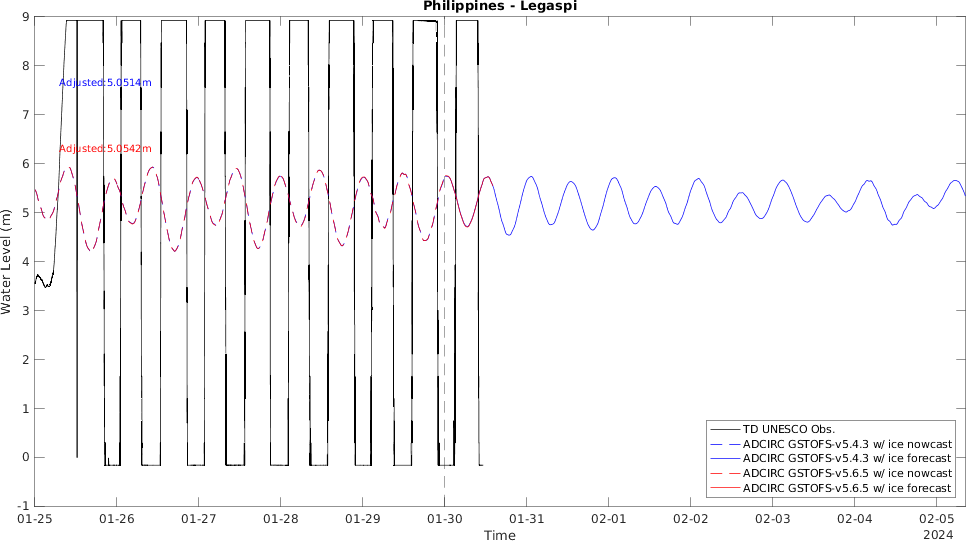 Philippines - Legaspi
9
8
7
6
5
4
3
2
1
0
-1
Water Level (m)
Adjusted:5.0514m
Adjusted:5.0542m
TD UNESCO Obs.
ADCIRC GSTOFS-v5.4.3 w/ ice nowcast
ADCIRC GSTOFS-v5.4.3 w/ ice forecast
ADCIRC GSTOFS-v5.6.5 w/ ice nowcast
ADCIRC GSTOFS-v5.6.5 w/ ice forecast
01-25 01-26 01-27 01-28 01-29 01-30 01-31 02-01 02-02 02-03 02-04 02-05
Time
2024